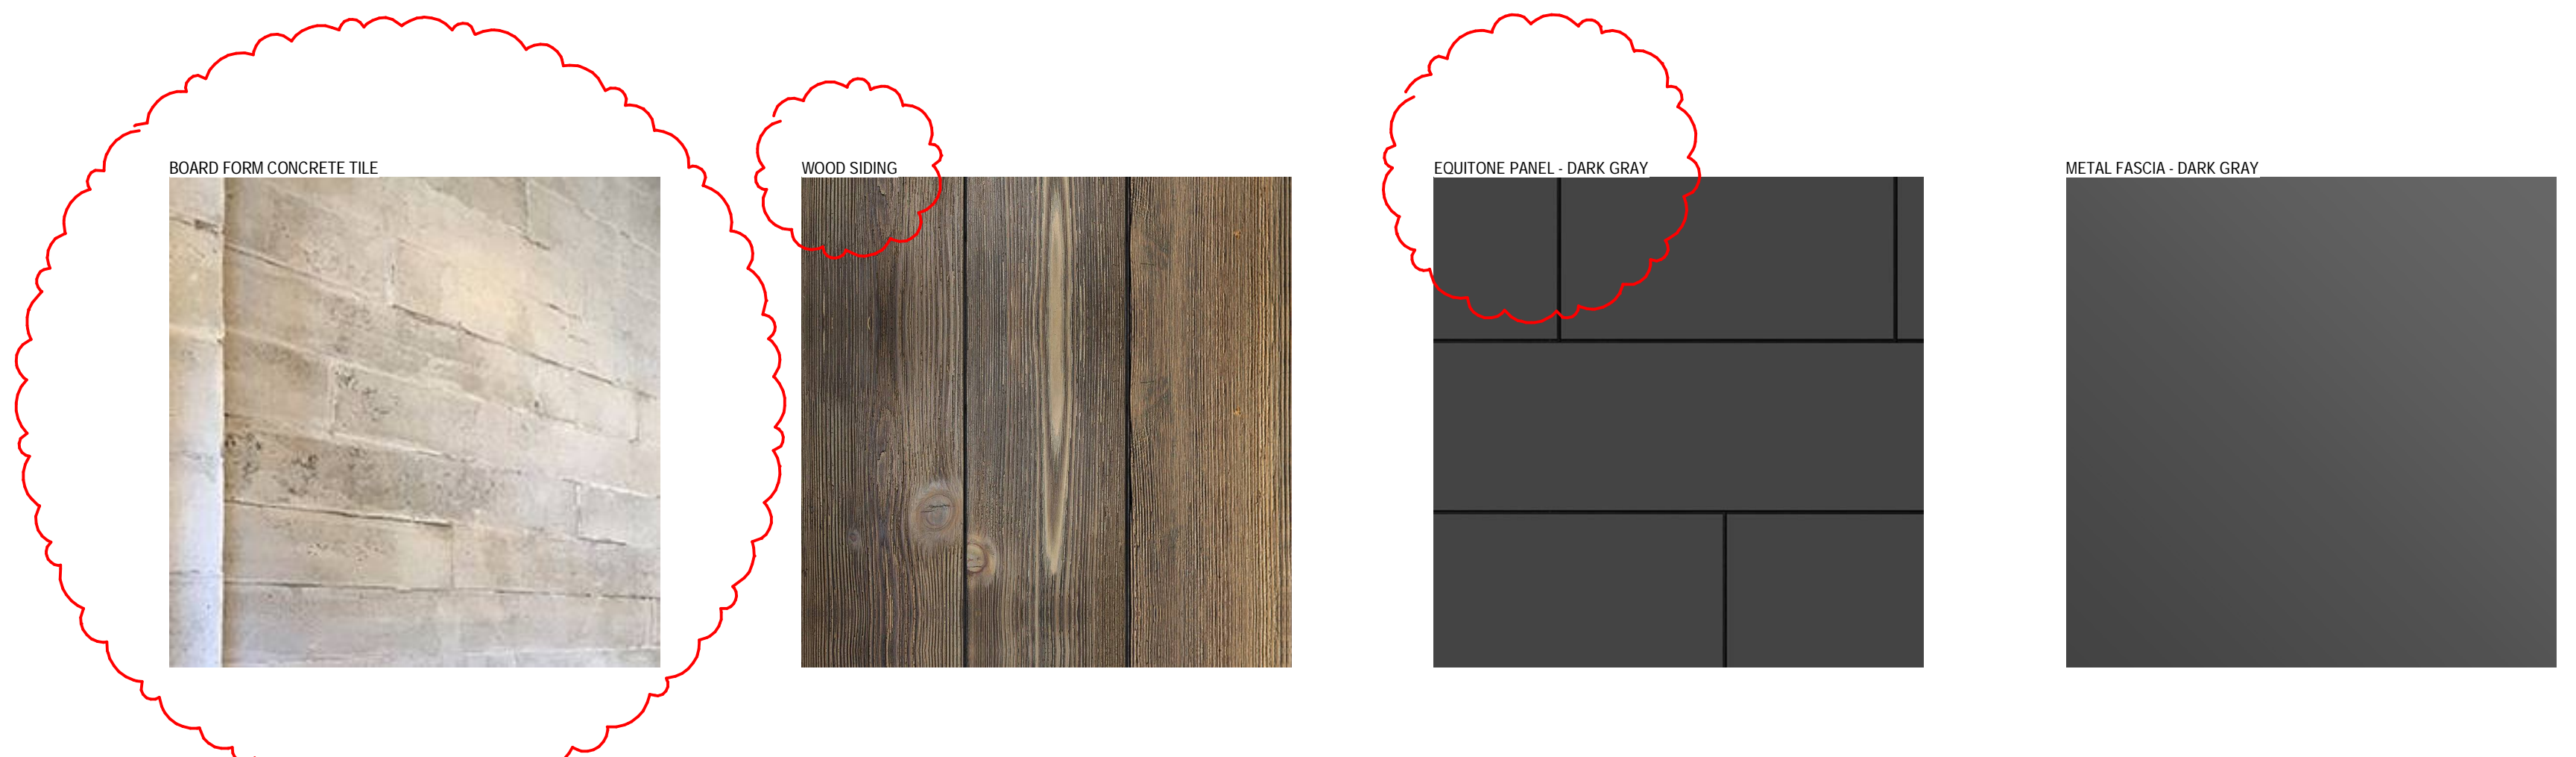 BOARD FORM CONCRETE TILE
WOOD SIDING
EQUITONE PANEL - DARK GRAY
METAL FASCIA - DARK GRAY